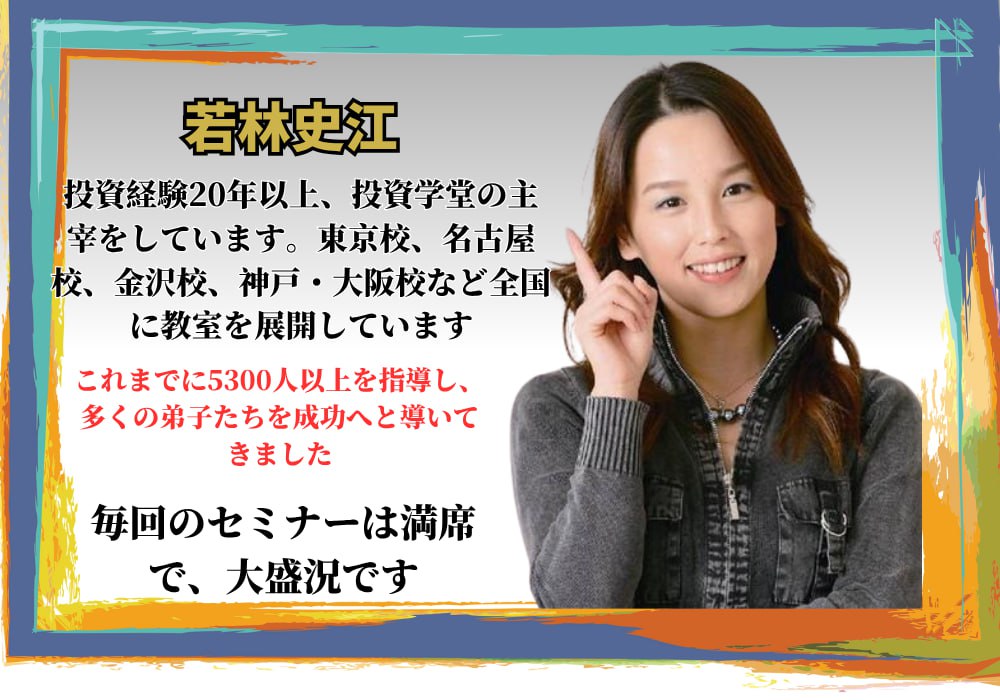 若林史江
投資経験20年以上、投資学堂の主
宰をしています。東京校、名古屋
校、金沢校、神戸・大阪校など全国
に教室を展開しています
これまでに5300人以上を指導し、
多くの弟子たちを成功へと導いて
きました
毎回のセミナーは満席
で、大盛況です